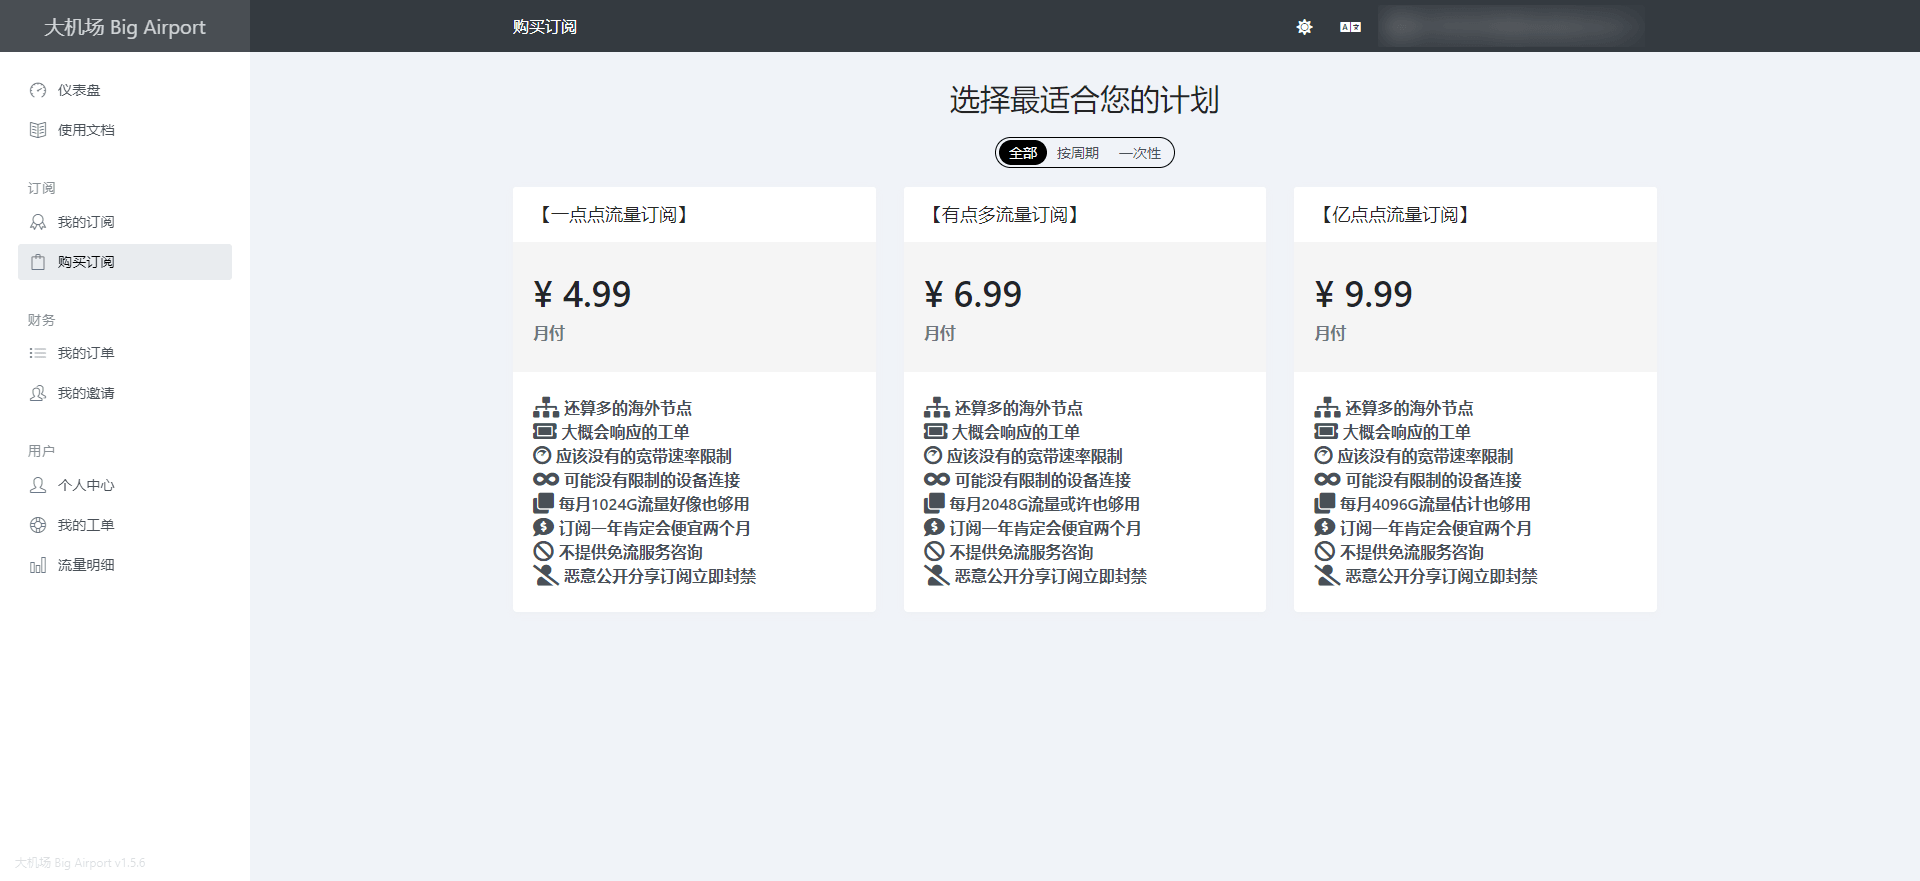 大机场 Big Airport
购买订阅
仪表盘
使用文档
订阅
我的订阅
购买订阅
财务
我的订单
我的邀请
用户
个人中心
我的工单
流量明细
大机场 Big Airport v1.5.6
选择最适合您的计划
全部 按周期 一次性
【一点点流量订阅】
¥ 4.99
月付
还算多的海外节点
大概会响应的工单
应该没有的宽带速率限制
可能没有限制的设备连接
每月1024G流量好像也够用
订阅一年肯定会便宜两个月
不提供免流服务咨询
恶意公开分享订阅立即封禁
【有点多流量订阅】
¥ 6.99
月付
还算多的海外节点
大概会响应的工单
应该没有的宽带速率限制
可能没有限制的设备连接
每月2048G流量或许也够用
订阅一年肯定会便宜两个月
不提供免流服务咨询
恶意公开分享订阅立即封禁
【亿点点流量订阅】
¥ 9.99
月付
还算多的海外节点
大概会响应的工单
应该没有的宽带速率限制
可能没有限制的设备连接
每月4096G流量估计也够用
订阅一年肯定会便宜两个月
不提供免流服务咨询
恶意公开分享订阅立即封禁